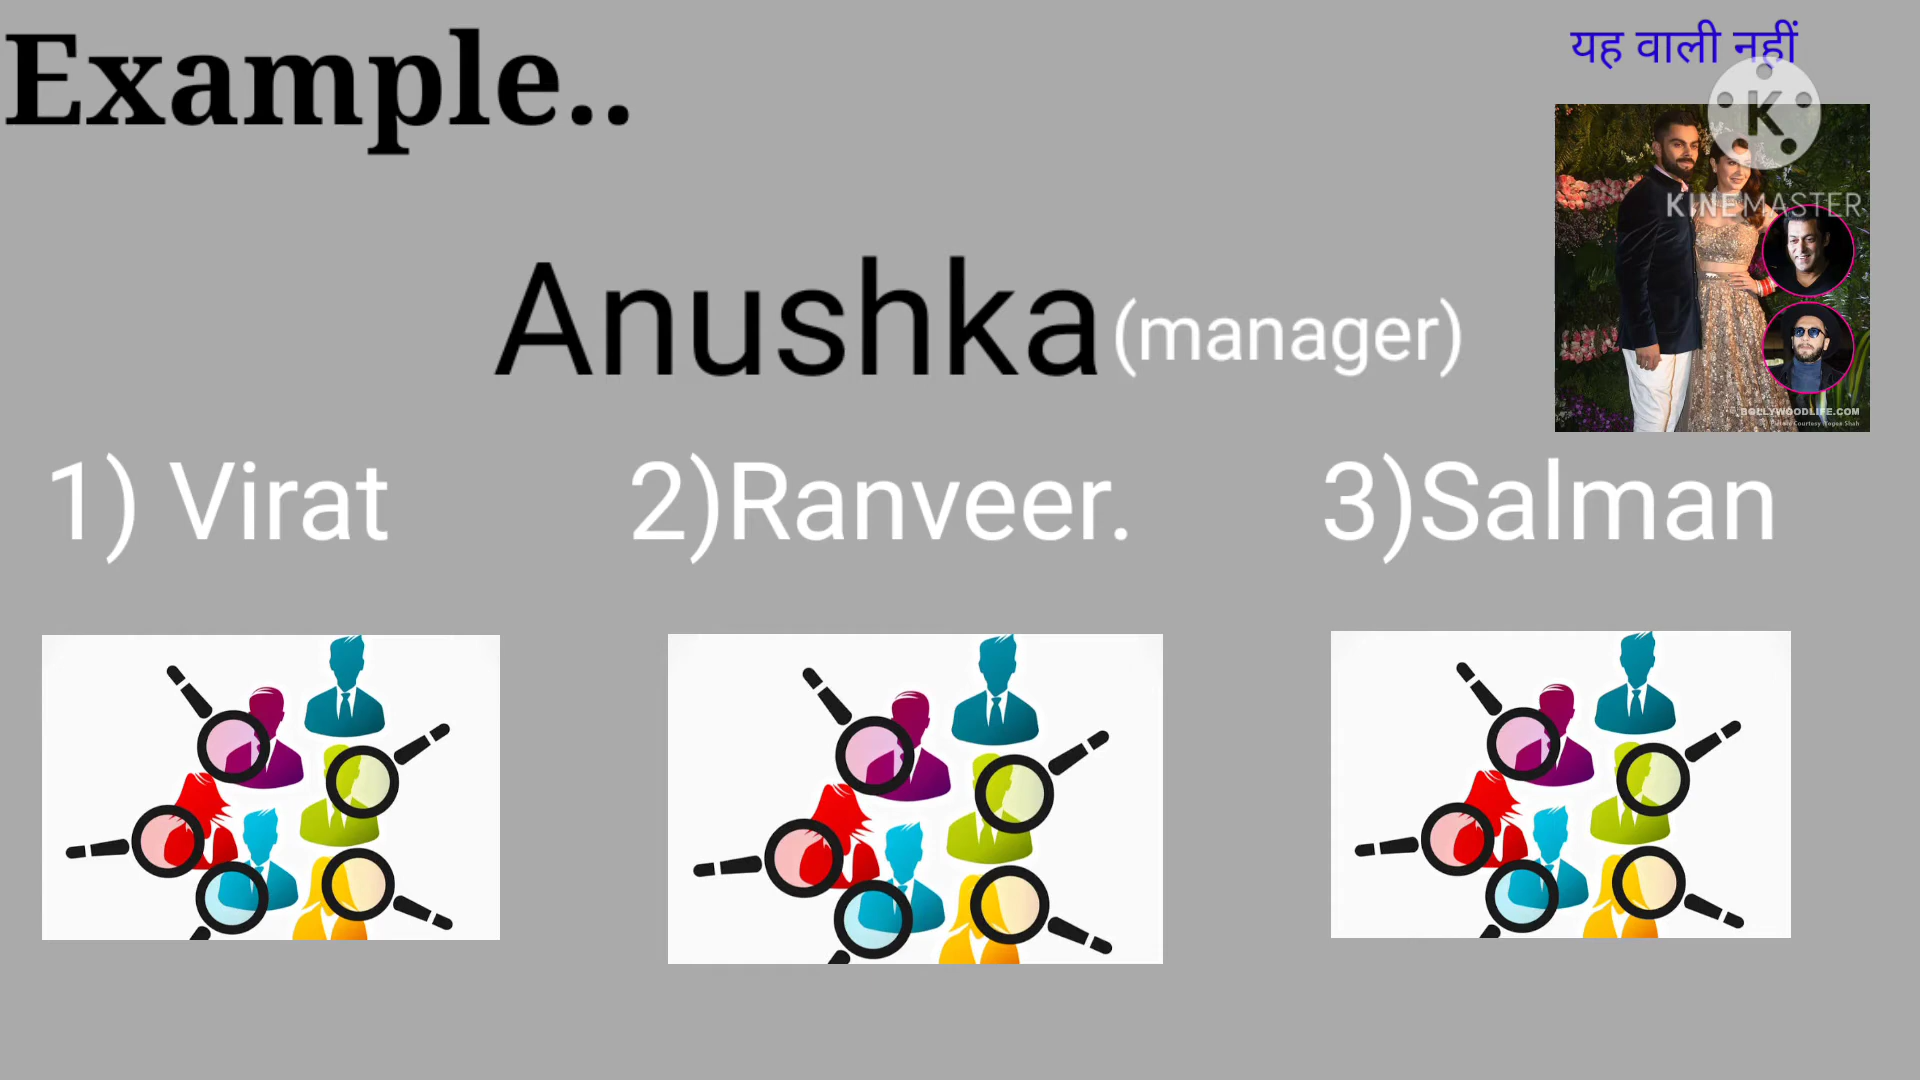 Example..
यह वाली नहीं
K
KINEMASTER
Anushka (manager)
BOLLYWOODLIFE.COM
1) Virat
2)Ranveer.
3)Salman